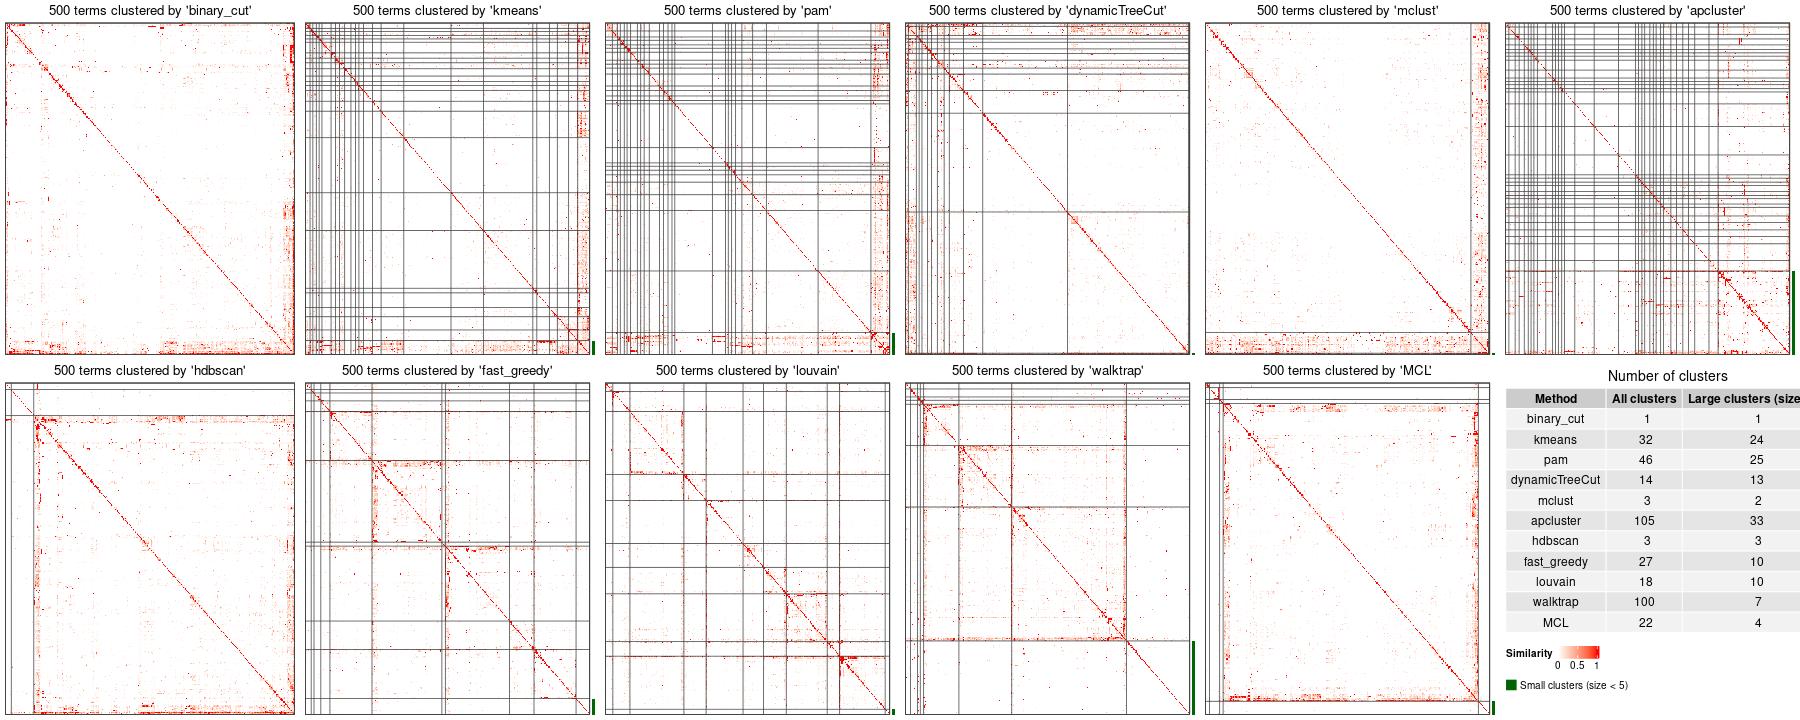 500 terms clustered by 'binary_cut'
500 terms clustered by 'kmeans'
500 terms clustered by 'pam'
500 terms clustered by 'dynamicTreeCut'
500 terms clustered by 'mclust'
500 terms clustered by 'apcluster'
500 terms clustered by 'hdbscan'
500 terms clustered by 'fast_greedy'
500 terms clustered by 'louvain'
500 terms clustered by 'walktrap'
500 terms clustered by 'MCL'
Number of clusters
Method All clusters Large clusters (size
binary_cut 1 1
kmeans 32 24
pam 46 25
dynamicTreeCut 14 13
mclust 3 2
apcluster 105 33
hdbscan 3 3
fast_greedy 27 10
louvain 18 10
walktrap 100 7
MCL 22 4
Similarity
0 0.5 1
Small clusters (size < 5)